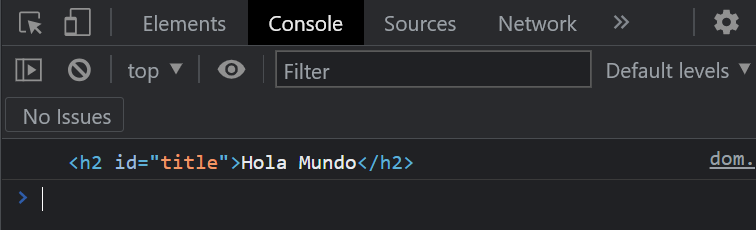 Elements Console Sources Network »
top ▼ Filter Default levels ▼
No Issues
<h2 id="title">Hola Mundo</h2> dom.
>